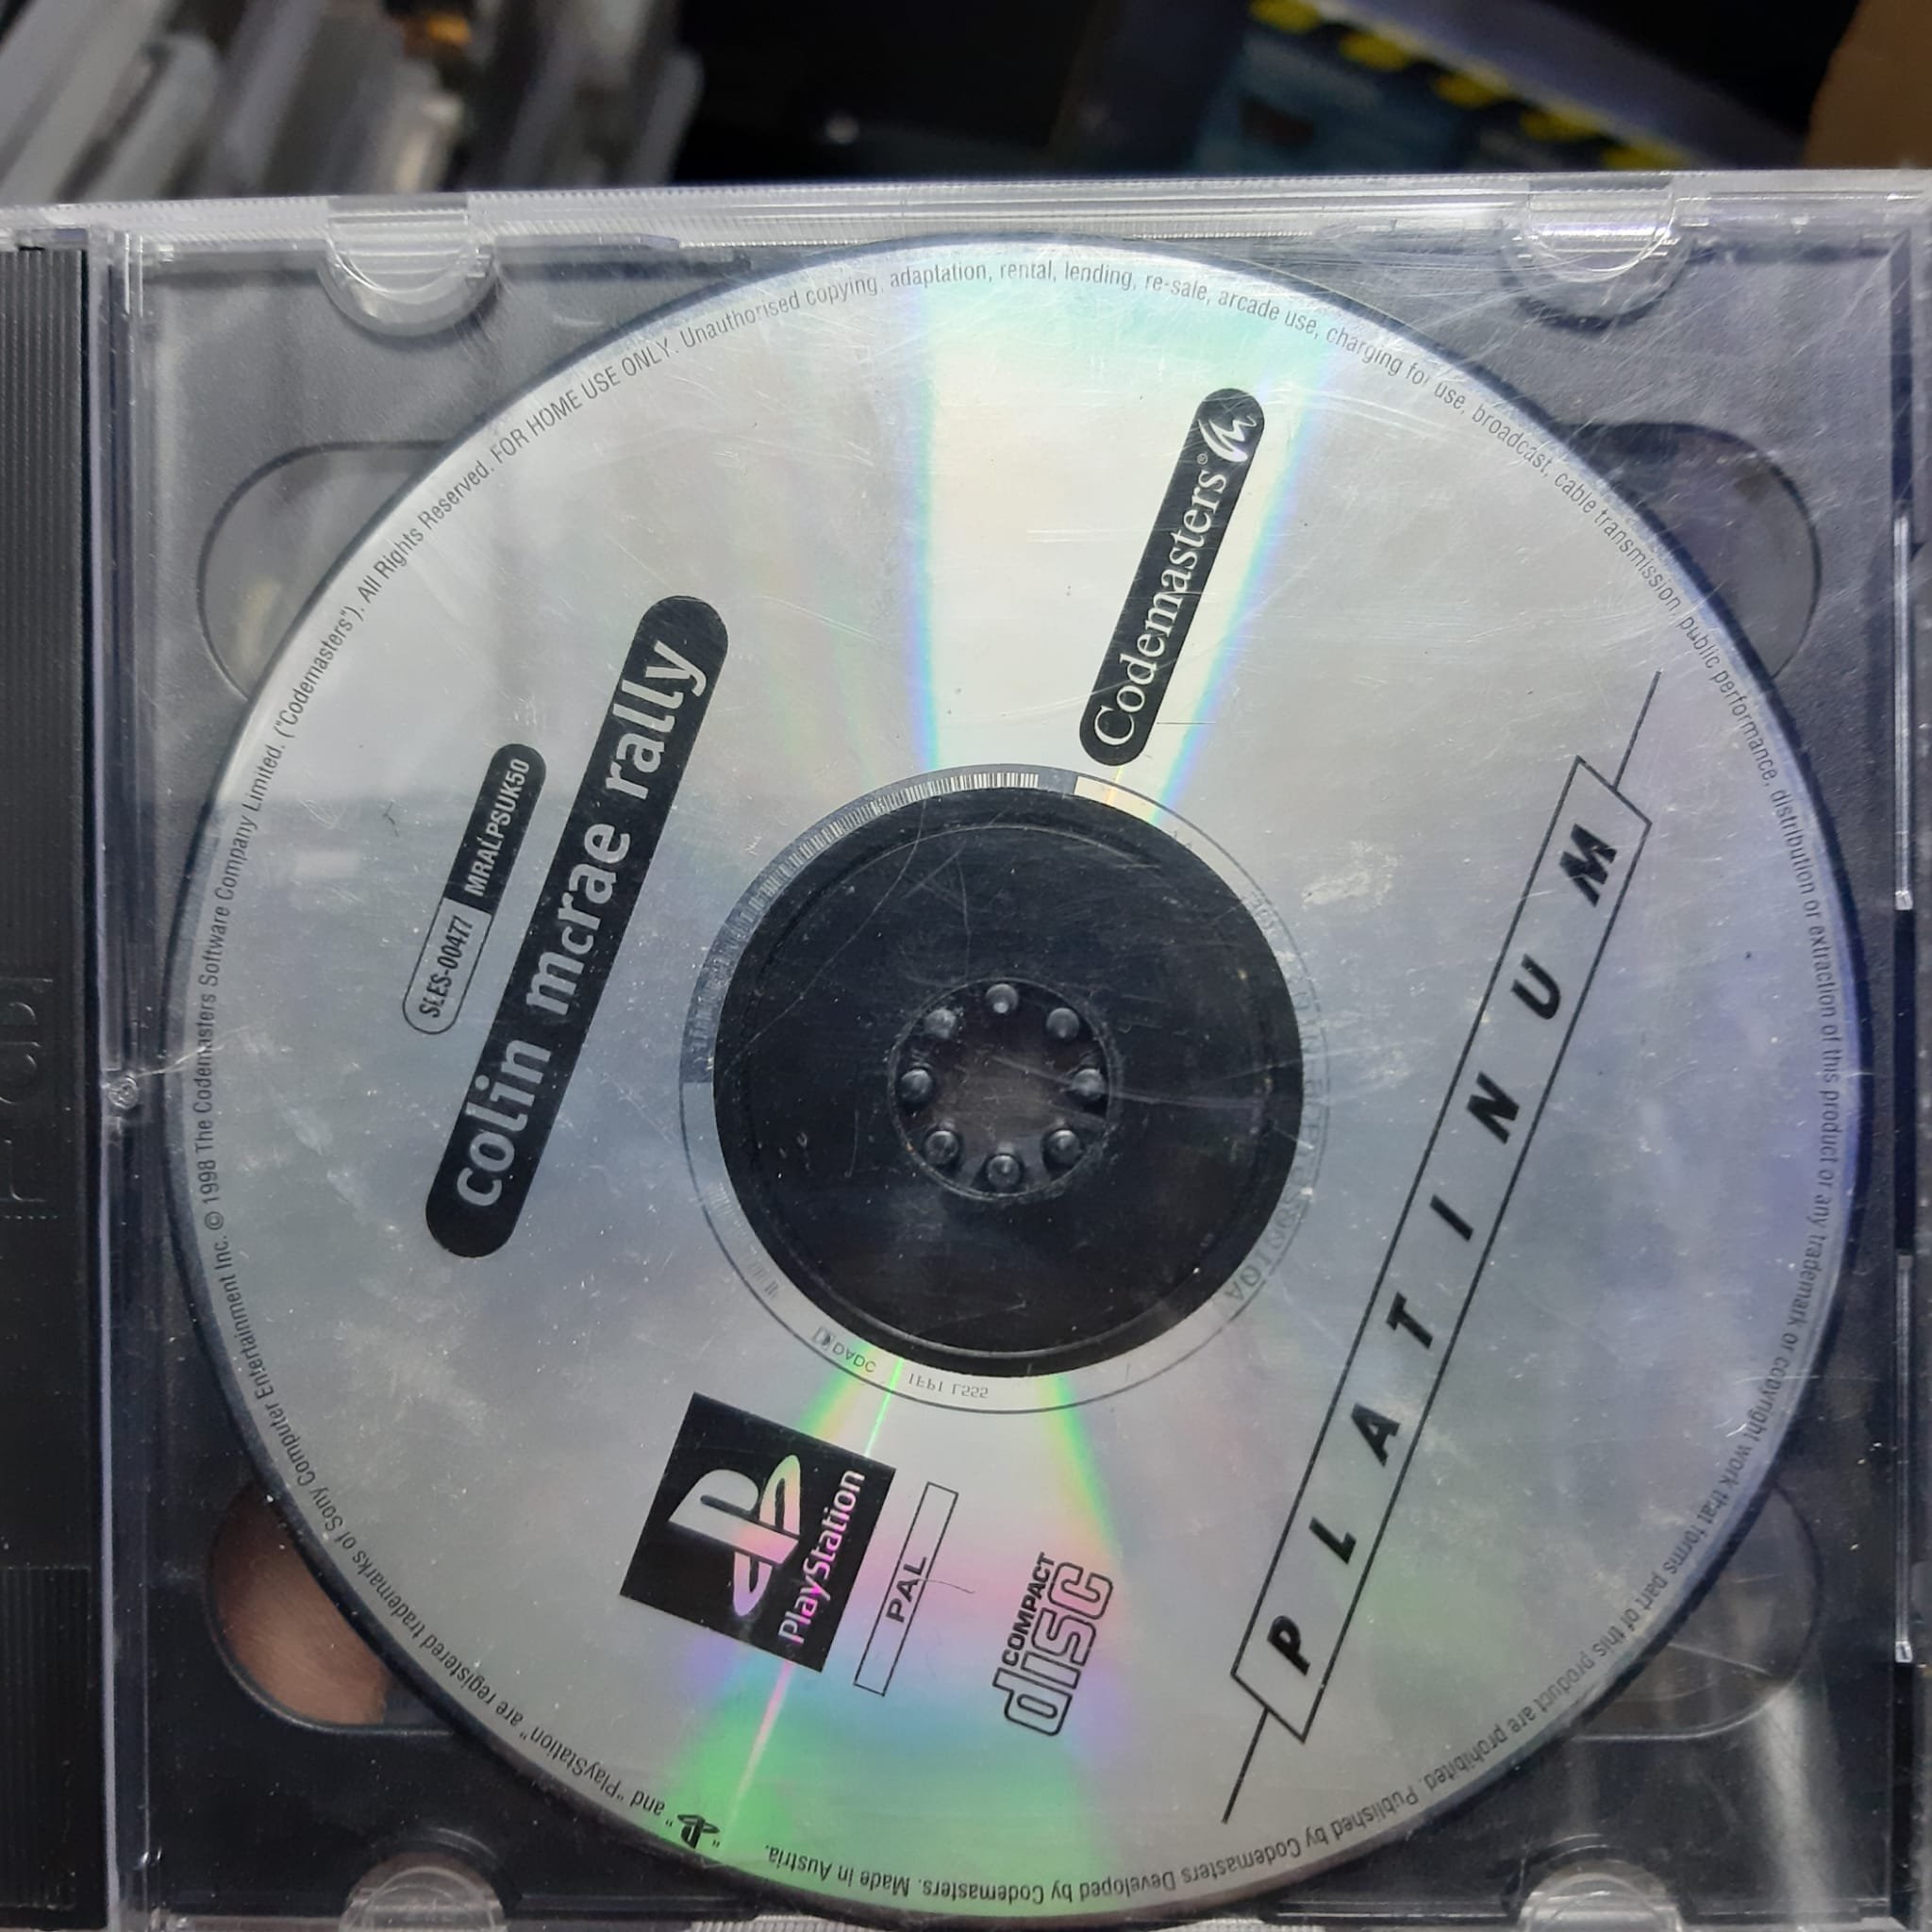 SLES-00477 MRALPSUK50
colin mcrae rally
Codemasters®
PlayStation
PAL
COMPACT
disc
PLATINUM
DADC
" " and "PlayStation" are registered trademarks of Sony Computer Entertainment Inc. © 1998 The Codemasters Software Company Limited. ("Codemasters"). All Rights Reserved. FOR HOME USE ONLY. Unauthorised copying, adaptation, rental, lending, re-sale, arcade use, charging for use, broadcast, cable transmission, public performance, distribution or extraction of this product or any trademark or copyright work that forms part of this product are prohibited. Published by Codemasters Developed by Codemasters. Made in Austria.